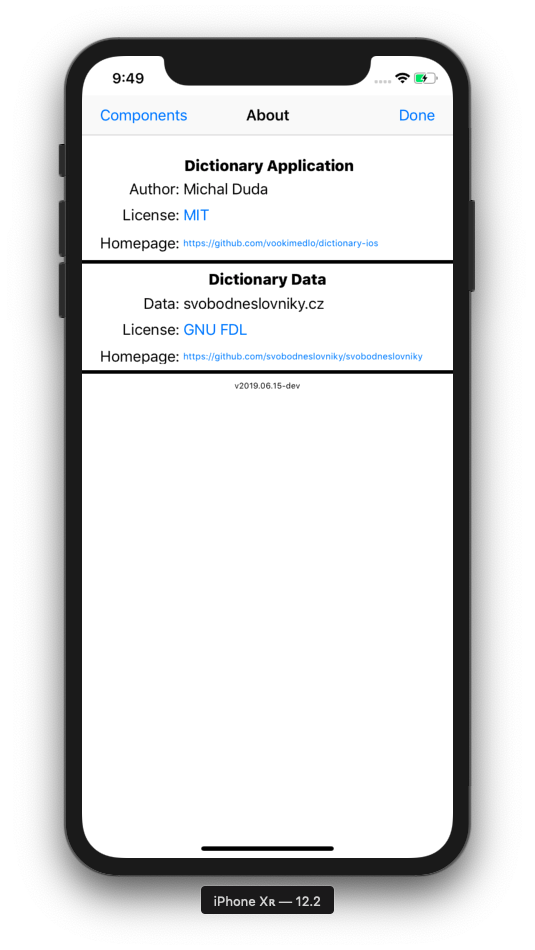 9:49
Components About Done
Dictionary Application
Author: Michal Duda
License: MIT
Homepage: https://github.com/vookimedlo/dictionary-ios
Dictionary Data
Data: svobodneslovniky.cz
License: GNU FDL
Homepage: https://github.com/svobodneslovniky/svobodneslovniky
v2019.06.15-dev
iPhone Xʀ — 12.2